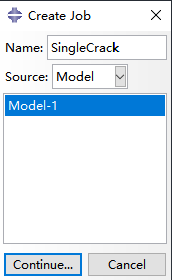 Create Job
Name: SingleCrack
Source: Model
Model-1
Continue... Cancel